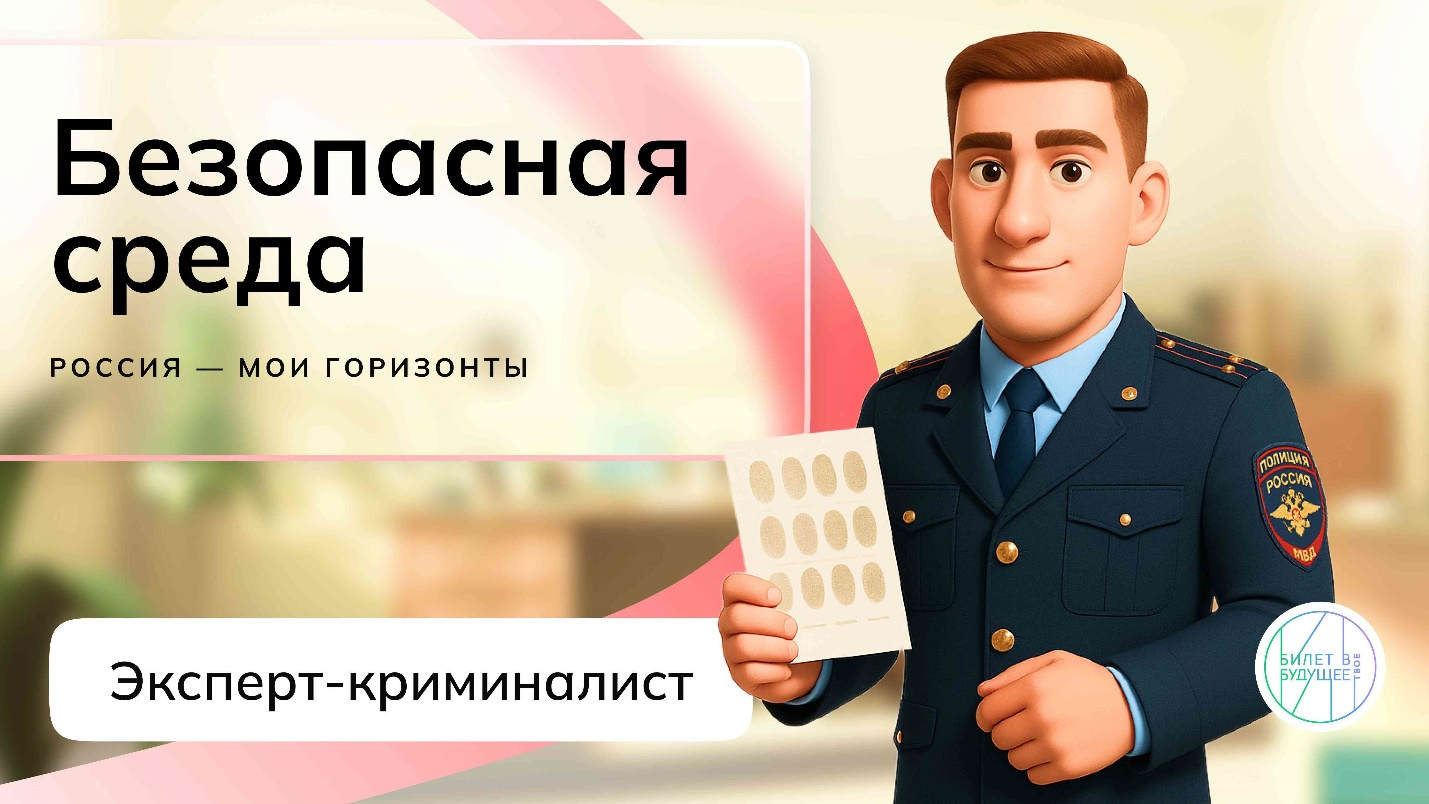 Безопасная
среда
РОССИЯ — МОИ ГОРИЗОНТЫ
Эксперт-криминалист
ПОЛИЦИЯ
РОССИЯ
МВД
БИЛЕТ В
БУДУЩЕЕ
ТВОЕ